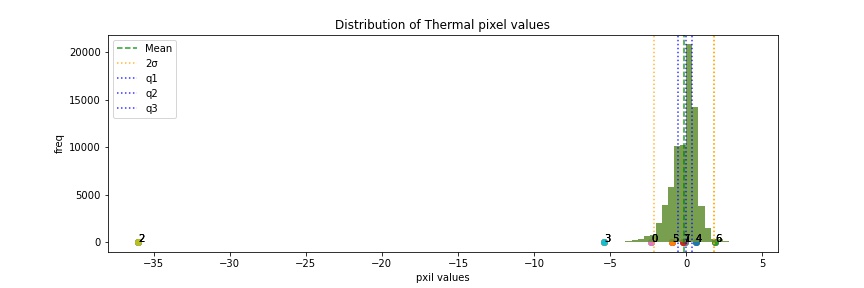 Distribution of Thermal pixel values
Mean
2σ
q1
q2
q3
freq
20000
15000
10000
5000
0
2
3
0
5
4
6
−35
−30
−25
−20
−15
−10
−5
0
5
pxil values